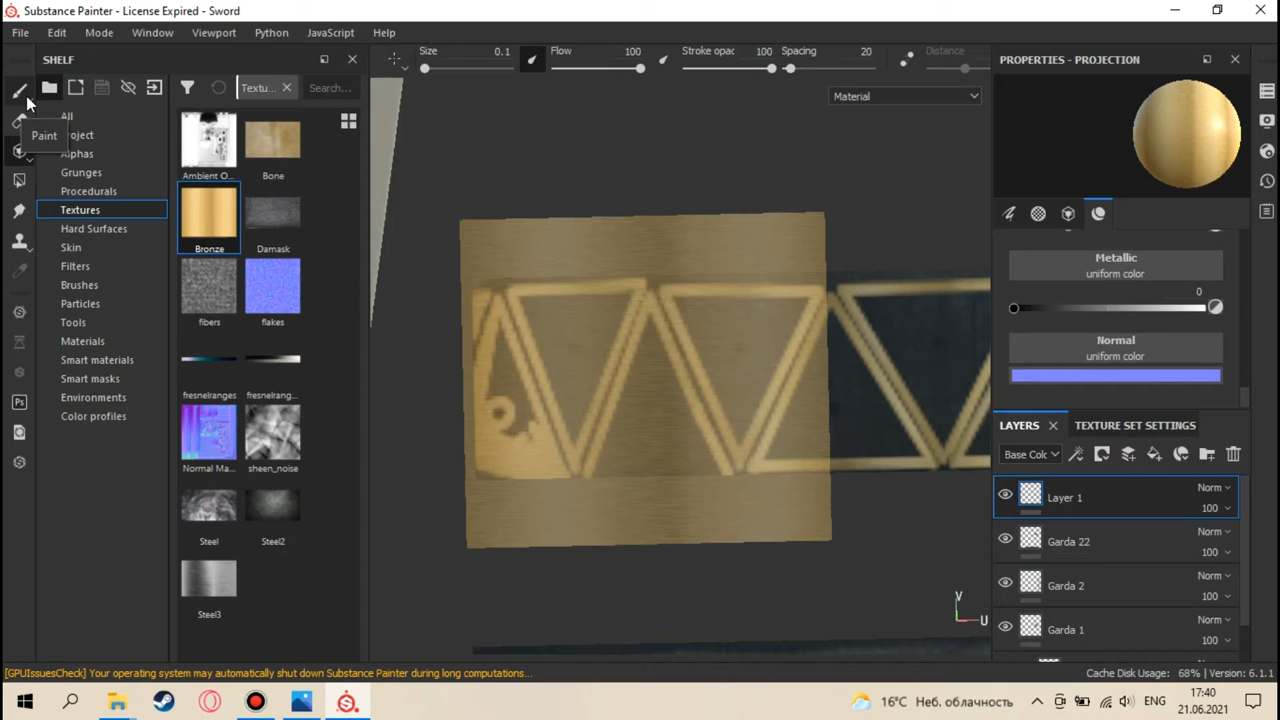 Substance Painter - License Expired - Sword
File Edit Mode Window Viewport Python JavaScript Help
SHELF
Textu...
Search...
All
roject
Alphas
Grunges
Procedurals
Textures
Hard Surfaces
Skin
Filters
Brushes
Particles
Tools
Materials
Smart materials
Smart masks
Environments
Color profiles
Paint
Ps
Ambient O...
Bone
Bronze
Damask
fibers
flakes
fresnelranges
fresnelrang...
Normal Ma...
sheen_noise
Steel
Steel2
Steel3
Size 0.1
Flow 100
Stroke opac 100
Spacing 20
Distance
Material
V
U
PROPERTIES - PROJECTION
Metallic
uniform color
0
Normal
uniform color
LAYERS
TEXTURE SET SETTINGS
Base Colc
Layer 1 Norm 100
Garda 22 Norm 100
Garda 2 Norm 100
Garda 1 Norm 100
[GPUIssuesCheck] Your operating system may automatically shut down Substance Painter during long computations...
Cache Disk Usage: 68% | Version: 6.1.1
16°C Неб. облачность
ENG
17:40
21.06.2021